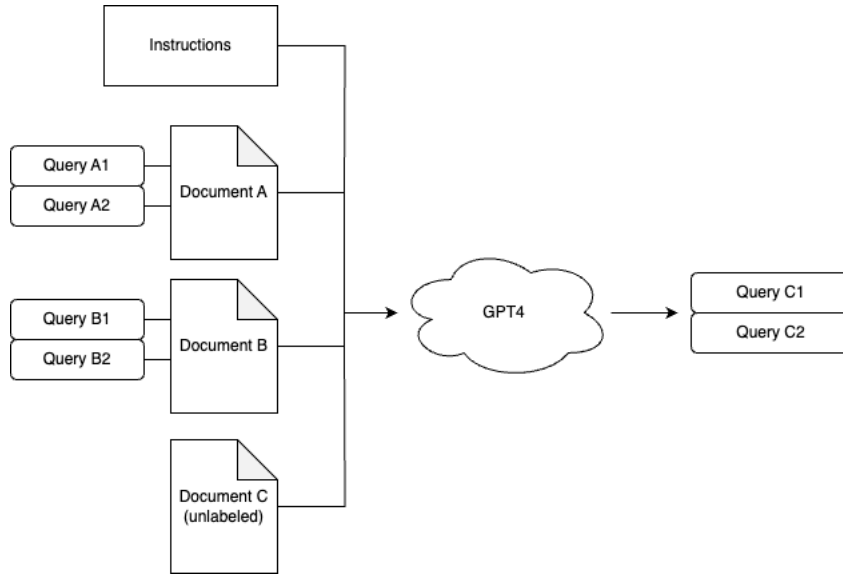 Instructions
Query A1
Query A2
Document A
Query B1
Query B2
Document B
Document C
(unlabeled)
GPT4
Query C1
Query C2